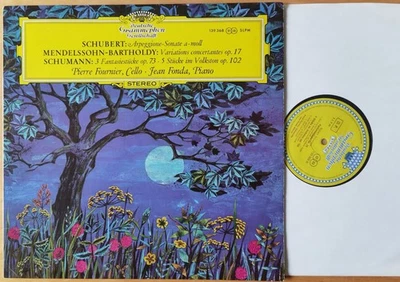 Deutsche
Grammophon
Gesellschaft
139 368
SLPM
SCHUBERT: Arpeggione-Sonate a-moll
MENDELSSOHN-BARTHOLDY: Variations concertantes op. 17
SCHUMANN: 3 Fantasiestücke op. 73 - 5 Stücke im Volkston op. 102
Pierre Fournier, Cello - Jean Fonda, Piano
STEREO